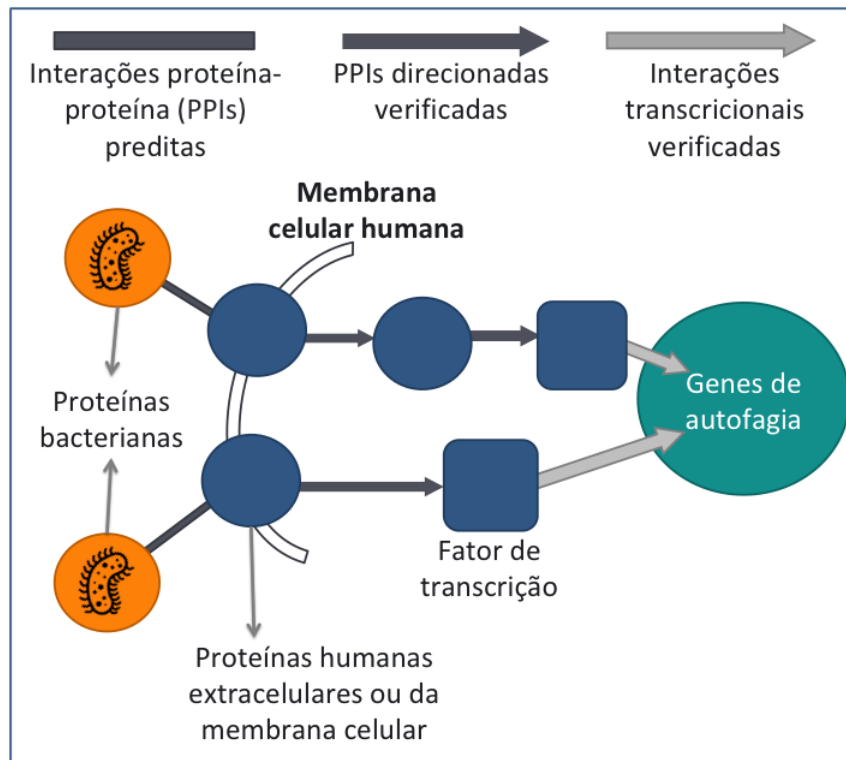 Interações proteína-
proteína (PPIs)
preditas
PPIs direcionadas
verificadas
Interações
transcricionais
verificadas
Membrana
celular humana
Proteínas
bacterianas
Genes de
autofagia
Fator de
transcrição
Proteínas humanas
extracelulares ou da
membrana celular